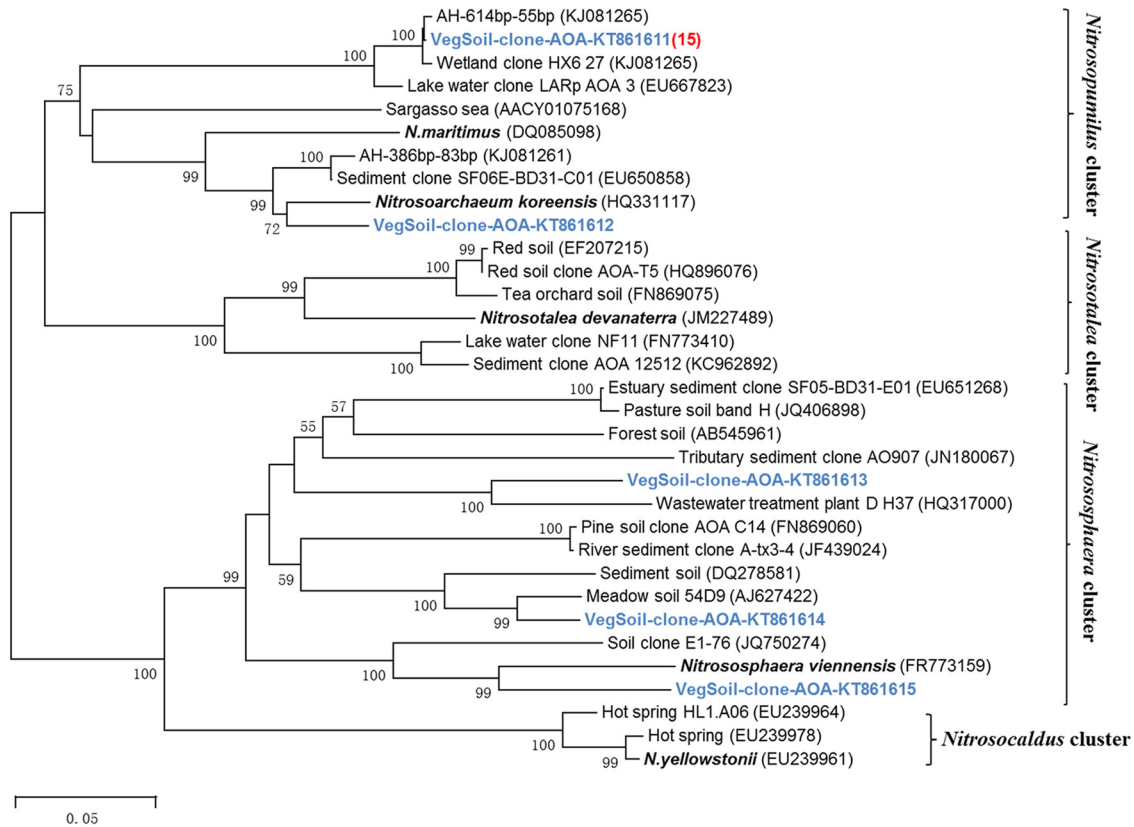 AH-614bp-55bp (KJ081265)
100
VegSoil-clone-AOA-KT861611(15)
100
Wetland clone HX6 27 (KJ081265)
Lake water clone LARp AOA 3 (EU667823)
75
Sargasso sea (AACY01075168)
N.maritimus (DQ085098)
99
AH-386bp-83bp (KJ081261)
100
Sediment clone SF06E-BD31-C01 (EU650858)
99
Nitrosoarchaeum koreensis (HQ331117)
72
VegSoil-clone-AOA-KT861612
Nitrosopumilus cluster
99
Red soil (EF207215)
100
Red soil clone AOA-T5 (HQ896076)
99
Tea orchard soil (FN869075)
Nitrosotalea devanaterra (JM227489)
100
Lake water clone NF11 (FN773410)
100
Sediment clone AOA 12512 (KC962892)
Nitrosotalea cluster
100
Estuary sediment clone SF05-BD31-E01 (EU651268)
57
Pasture soil band H (JQ406898)
55
Forest soil (AB545961)
Tributary sediment clone AO907 (JN180067)
VegSoil-clone-AOA-KT861613
100
Wastewater treatment plant D H37 (HQ317000)
100
Pine soil clone AOA C14 (FN869060)
River sediment clone A-tx3-4 (JF439024)
99
59
Sediment soil (DQ278581)
100
Meadow soil 54D9 (AJ627422)
99
VegSoil-clone-AOA-KT861614
Soil clone E1-76 (JQ750274)
100
100
Nitrososphaera viennensis (FR773159)
99
VegSoil-clone-AOA-KT861615
Nitrososphaera cluster
Hot spring HL1.A06 (EU239964)
100
Hot spring (EU239978)
99
N.yellowstonii (EU239961)
Nitrosocaldus cluster
0.05